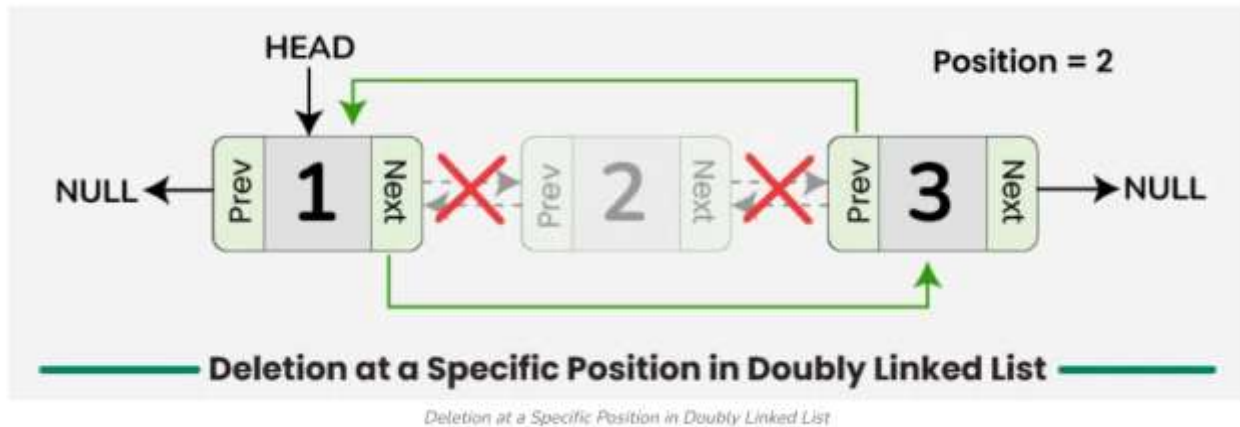 HEAD
Position = 2
NULL
Prev
1
Next
Prev
2
Next
Prev
3
Next
NULL
Deletion at a Specific Position in Doubly Linked List
Deletion at a Specific Position in Doubly Linked List